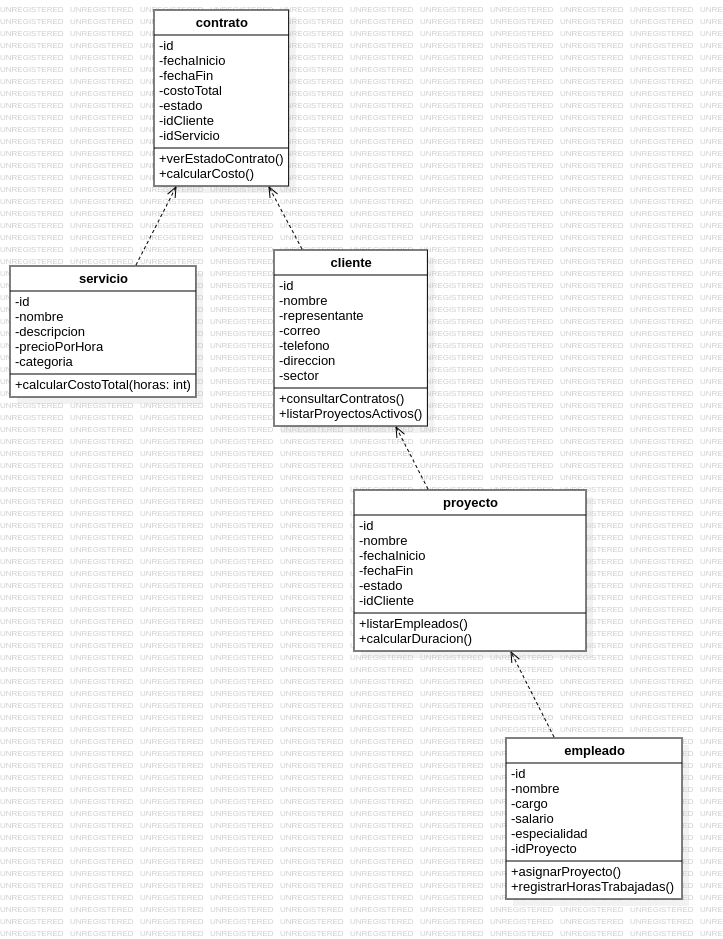 contrato
-id
-fechaInicio
-fechaFin
-costoTotal
-estado
-idCliente
-idServicio
+verEstadoContrato()
+calcularCosto()
servicio
-id
-nombre
-descripcion
-precioPorHora
-categoria
+calcularCostoTotal(horas: int)
cliente
-id
-nombre
-representante
-correo
-telefono
-direccion
-sector
+consultarContratos()
+listarProyectosActivos()
proyecto
-id
-nombre
-fechaInicio
-fechaFin
-estado
-idCliente
+listarEmpleados()
+calcularDuracion()
empleado
-id
-nombre
-cargo
-salario
-especialidad
-idProyecto
+asignarProyecto()
+registrarHorasTrabajadas()
UNREGISTERED